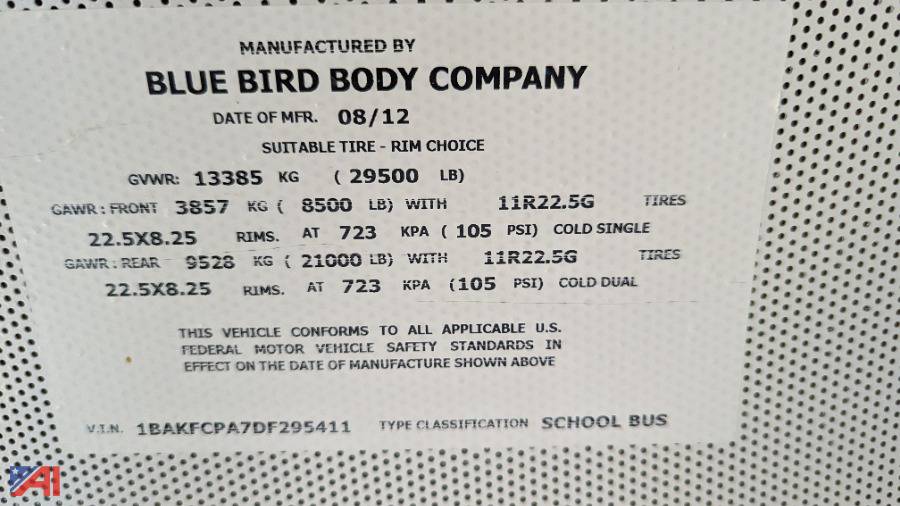 MANUFACTURED BY
BLUE BIRD BODY COMPANY
DATE OF MFR. 08/12
SUITABLE TIRE - RIM CHOICE
GVWR: 13385 KG ( 29500 LB)
GAWR: FRONT 3857 KG ( 8500 LB) WITH 11R22.5G TIRES
22.5X8.25 RIMS. AT 723 KPA ( 105 PSI) COLD SINGLE
GAWR: REAR 9528 KG ( 21000 LB) WITH 11R22.5G TIRES
22.5X8.25 RIMS. AT 723 KPA (105 PSI) COLD DUAL
THIS VEHICLE CONFORMS TO ALL APPLICABLE U.S.
FEDERAL MOTOR VEHICLE SAFETY STANDARDS IN
EFFECT ON THE DATE OF MANUFACTURE SHOWN ABOVE
V.I.N. 1BAKFCPA7DF295411 TYPE CLASSIFICATION SCHOOL BUS
AI